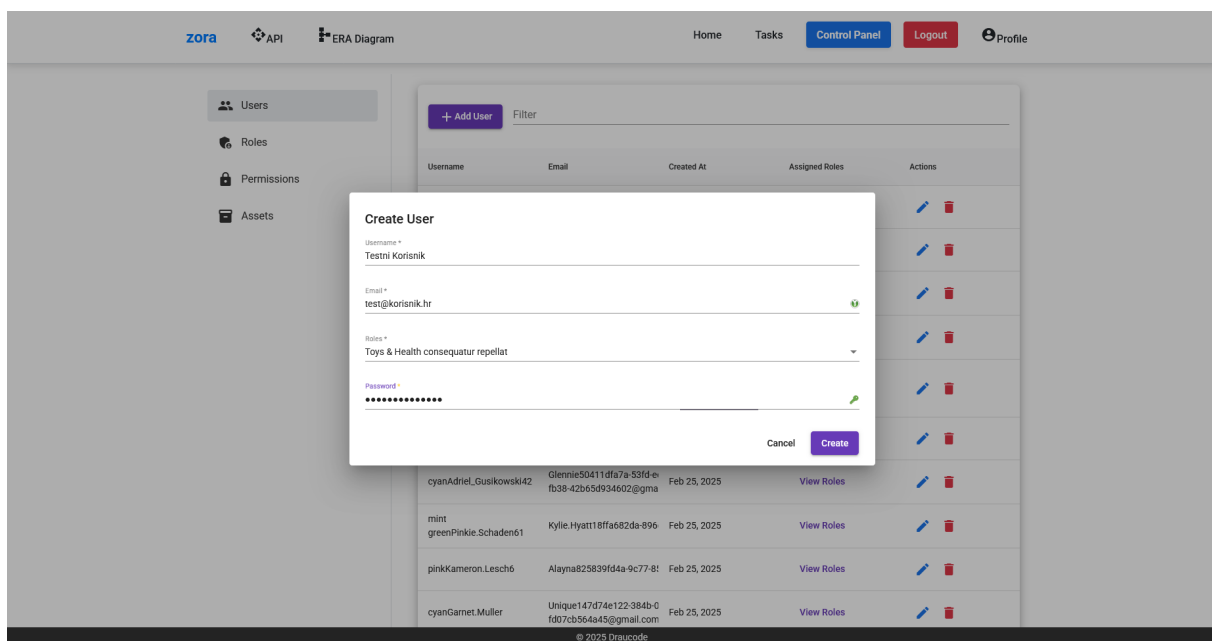 zora API ERA Diagram Home Tasks Control Panel Logout Profile
Users
Roles
Permissions
Assets
+ Add User Filter
Username Email Created At Assigned Roles Actions
Create User
Username *
Testni Korisnik
Email *
test@korisnik.hr
Roles *
Toys & Health consequatur repellat
Password *
Cancel Create
cyanAdriel_Gusikowski42 Glennie50411dfa7a-53fd-e Feb 25, 2025 View Roles
fb38-42b65d934602@gma
mint
greenPinkie.Schaden61 Kylie.Hyatt18ffa682da-896 Feb 25, 2025 View Roles
pinkKameron.Lesch6 Alayna825839fd4a-9c77-8 Feb 25, 2025 View Roles
cyanGarnet.Muller Unique147d74e122-384b-0 Feb 25, 2025 View Roles
fd07cb564a45@gmail.com
© 2025 Draucode